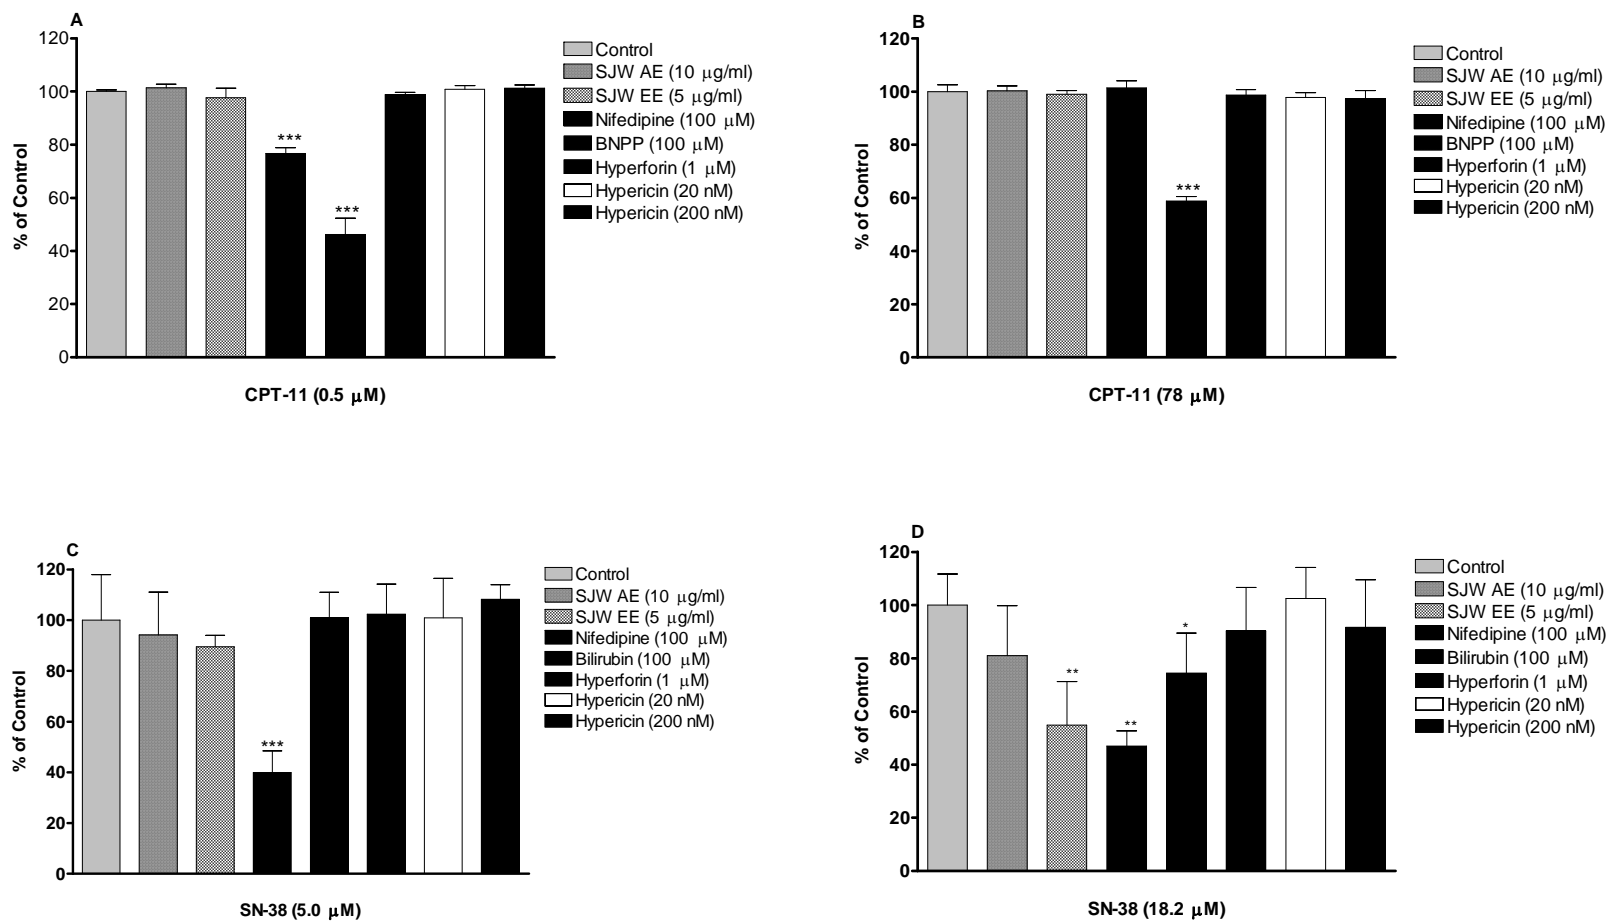 A
% of Control
120
100
80
60
40
20
0
***
***
CPT-11 (0.5 μM)
Control
SJW AE (10 μg/ml)
SJW EE (5 μg/ml)
Nifedipine (100 μM)
BNPP (100 μM)
Hyperforin (1 μM)
Hypericin (20 nM)
Hypericin (200 nM)
B
% of Control
120
100
80
60
40
20
0
***
CPT-11 (78 μM)
Control
SJW AE (10 μg/ml)
SJW EE (5 μg/ml)
Nifedipine (100 μM)
BNPP (100 μM)
Hyperforin (1 μM)
Hypericin (20 nM)
Hypericin (200 nM)
C
% of Control
120
100
80
60
40
20
0
***
SN-38 (5.0 μM)
Control
SJW AE (10 μg/ml)
SJW EE (5 μg/ml)
Nifedipine (100 μM)
Bilirubin (100 μM)
Hyperforin (1 μM)
Hypericin (20 nM)
Hypericin (200 nM)
D
% of Control
120
100
80
60
40
20
0
**
**
*
SN-38 (18.2 μM)
Control
SJW AE (10 μg/ml)
SJW EE (5 μg/ml)
Nifedipine (100 μM)
Bilirubin (100 μM)
Hyperforin (1 μM)
Hypericin (20 nM)
Hypericin (200 nM)